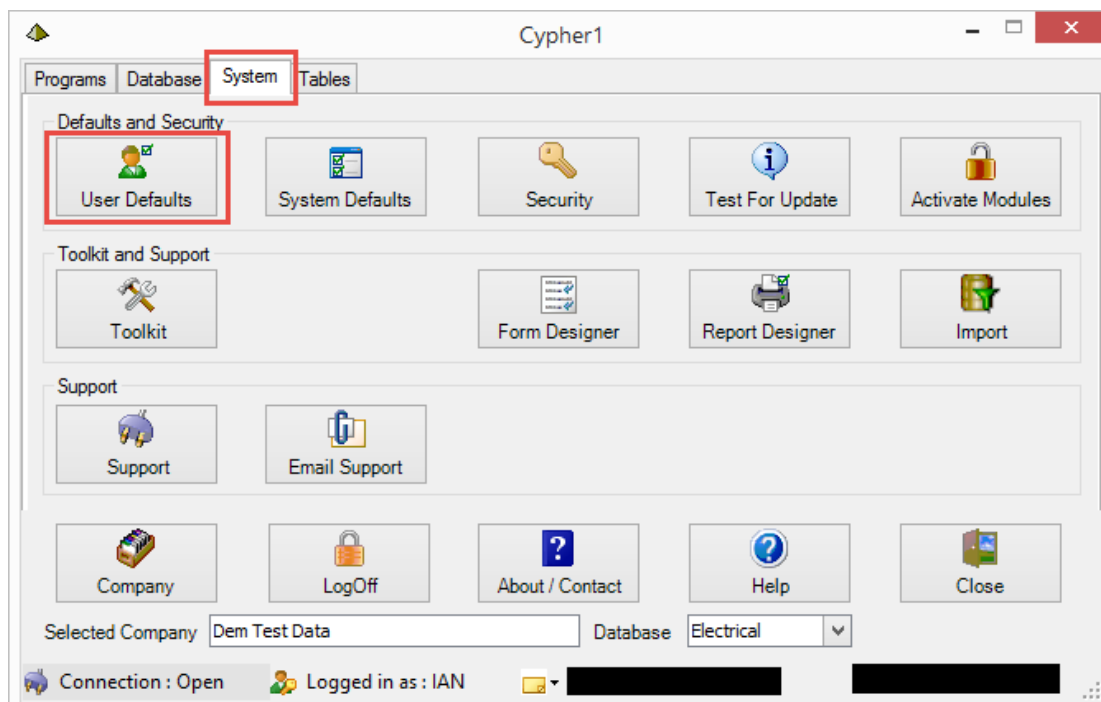 Cypher1
Programs Database System Tables
Defaults and Security
User Defaults System Defaults Security Test For Update Activate Modules
Toolkit and Support
Toolkit Form Designer Report Designer Import
Support
Support Email Support
Company LogOff About / Contact Help Close
Selected Company Dem Test Data Database Electrical
Connection : Open Logged in as : IAN